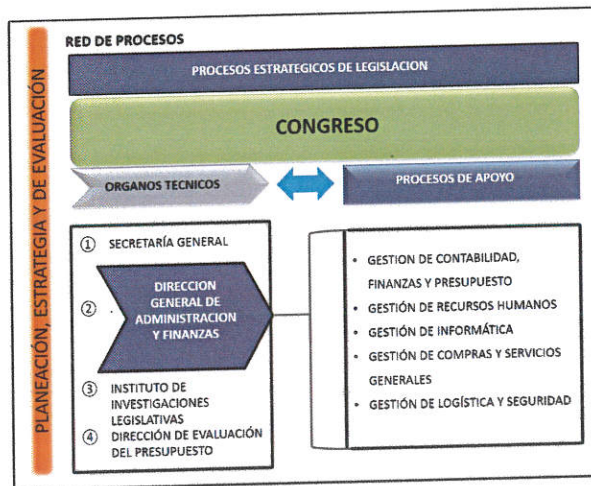 RED DE PROCESOS
PLANEACIÓN, ESTRATEGIA Y DE EVALUACIÓN
PROCESOS ESTRATEGICOS DE LEGISLACION
CONGRESO
ORGANOS TECNICOS
PROCESOS DE APOYO
① SECRETARÍA GENERAL
②
DIRECCION
GENERAL DE
ADMINISTRACION
Y FINANZAS
③ INSTITUTO DE
INVESTIGACIONES
LEGISLATIVAS
④ DIRECCIÓN DE EVALUACIÓN
DEL PRESUPUESTO
• GESTION DE CONTABILIDAD,
FINANZAS Y PRESUPUESTO
• GESTIÓN DE RECURSOS HUMANOS
• GESTIÓN DE INFORMÁTICA
• GESTIÓN DE COMPRAS Y SERVICIOS
GENERALES
• GESTIÓN DE LOGÍSTICA Y SEGURIDAD